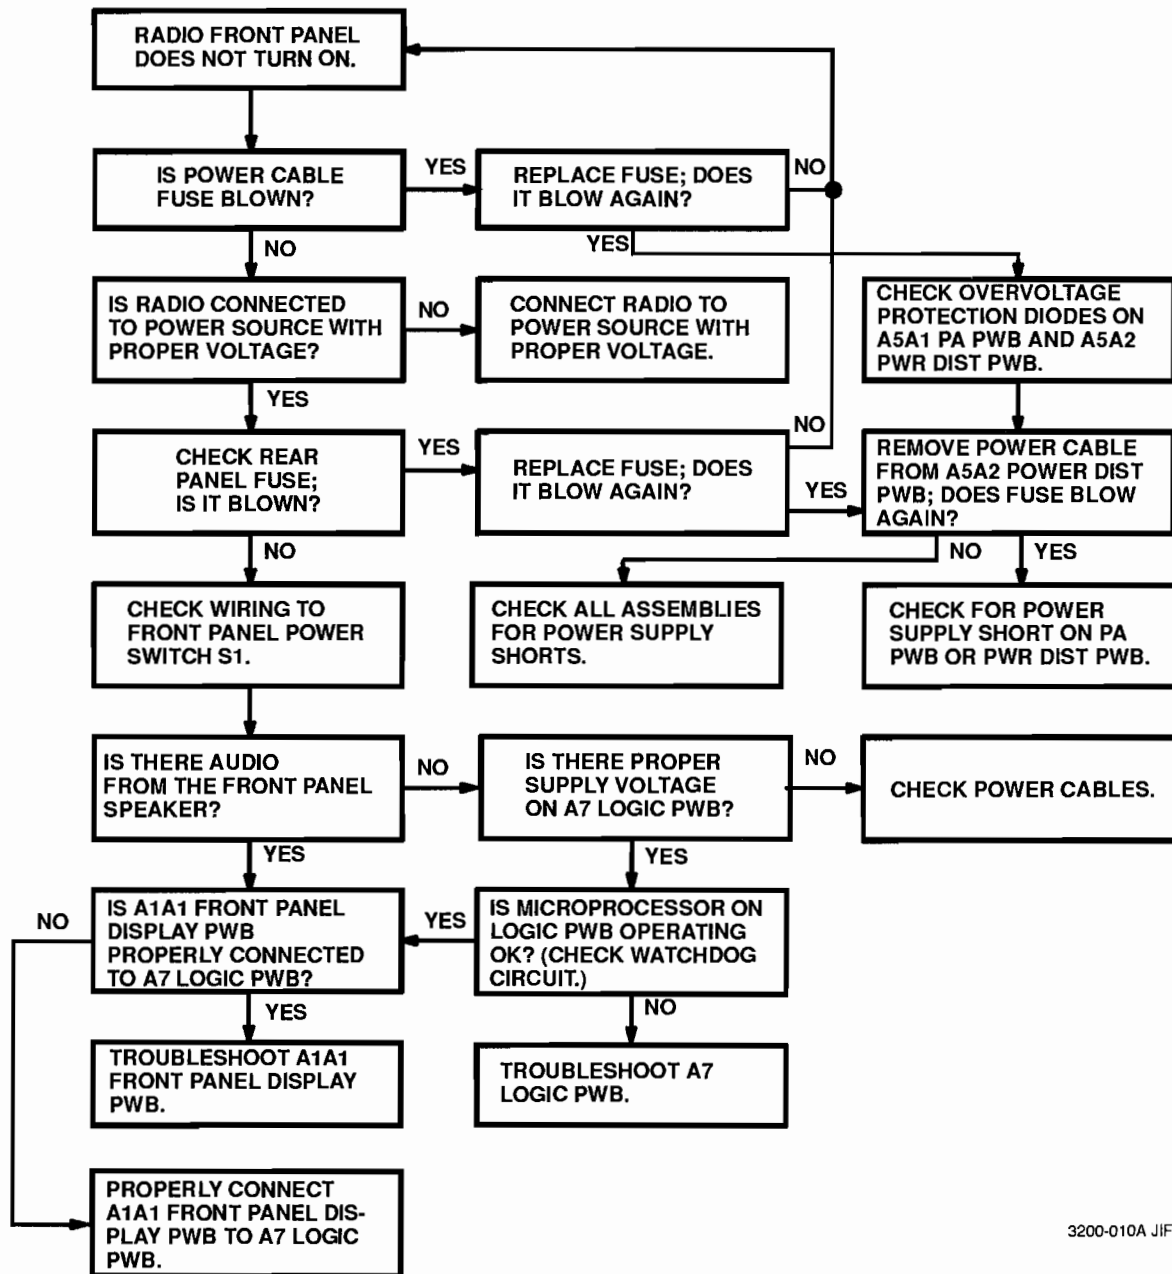 RADIO FRONT PANEL
DOES NOT TURN ON.
IS POWER CABLE
FUSE BLOWN?
YES
REPLACE FUSE; DOES
IT BLOW AGAIN?
NO
NO
YES
IS RADIO CONNECTED
TO POWER SOURCE WITH
PROPER VOLTAGE?
NO
CONNECT RADIO TO
POWER SOURCE WITH
PROPER VOLTAGE.
CHECK OVERVOLTAGE
PROTECTION DIODES ON
A5A1 PA PWB AND A5A2
PWR DIST PWB.
YES
CHECK REAR
PANEL FUSE;
IS IT BLOWN?
YES
REPLACE FUSE; DOES
IT BLOW AGAIN?
NO
YES
REMOVE POWER CABLE
FROM A5A2 POWER DIST
PWB; DOES FUSE BLOW
AGAIN?
NO
NO
YES
CHECK WIRING TO
FRONT PANEL POWER
SWITCH S1.
CHECK ALL ASSEMBLIES
FOR POWER SUPPLY
SHORTS.
CHECK FOR POWER
SUPPLY SHORT ON PA
PWB OR PWR DIST PWB.
IS THERE AUDIO
FROM THE FRONT PANEL
SPEAKER?
NO
IS THERE PROPER
SUPPLY VOLTAGE
ON A7 LOGIC PWB?
NO
CHECK POWER CABLES.
YES
YES
NO
IS A1A1 FRONT PANEL
DISPLAY PWB
PROPERLY CONNECTED
TO A7 LOGIC PWB?
YES
IS MICROPROCESSOR ON
LOGIC PWB OPERATING
OK? (CHECK WATCHDOG
CIRCUIT.)
YES
NO
TROUBLESHOOT A1A1
FRONT PANEL DISPLAY
PWB.
TROUBLESHOOT A7
LOGIC PWB.
PROPERLY CONNECT
A1A1 FRONT PANEL DIS-
PLAY PWB TO A7 LOGIC
PWB.
3200-010A JIF